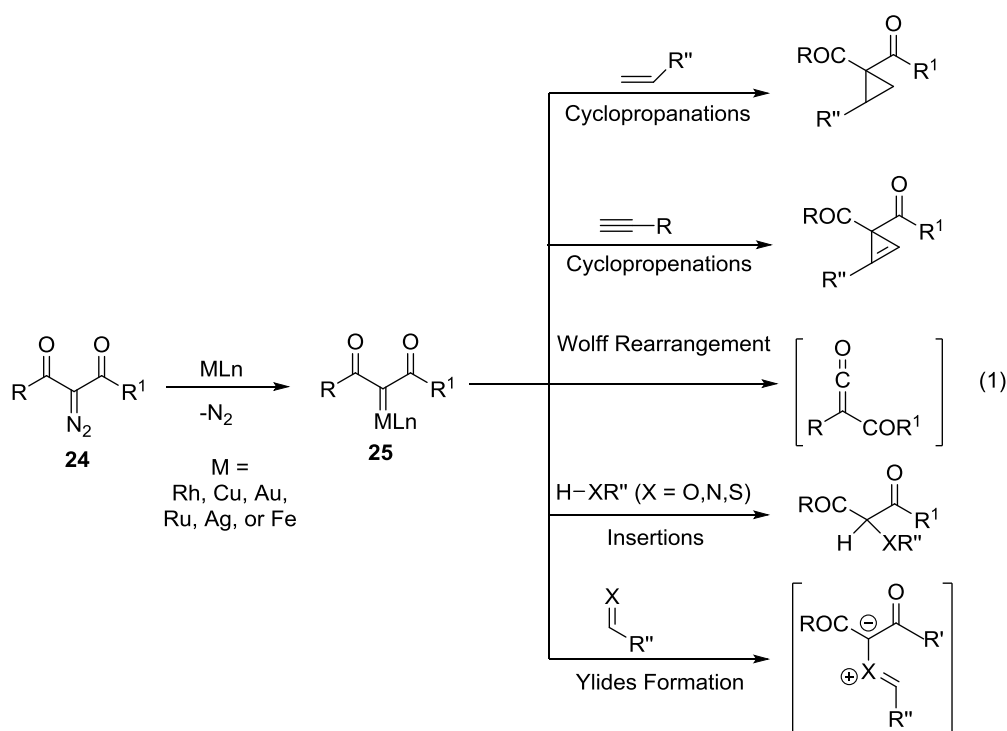 O
ROC
R¹
R"
R"
Cyclopropanations
O
ROC
R¹
R
Cyclopropenations
R"
O O
R R¹
N₂
24
MLn
-N₂
M =
Rh, Cu, Au,
Ru, Ag, or Fe
O O
R R¹
MLn
25
Wolff Rearrangement
O
C
R COR¹
(1)
H-XR" (X = O,N,S)
Insertions
O
ROC
R¹
H XR"
X
R"
Ylides Formation
O
ROC ⊖
R'
⊕ X
R"